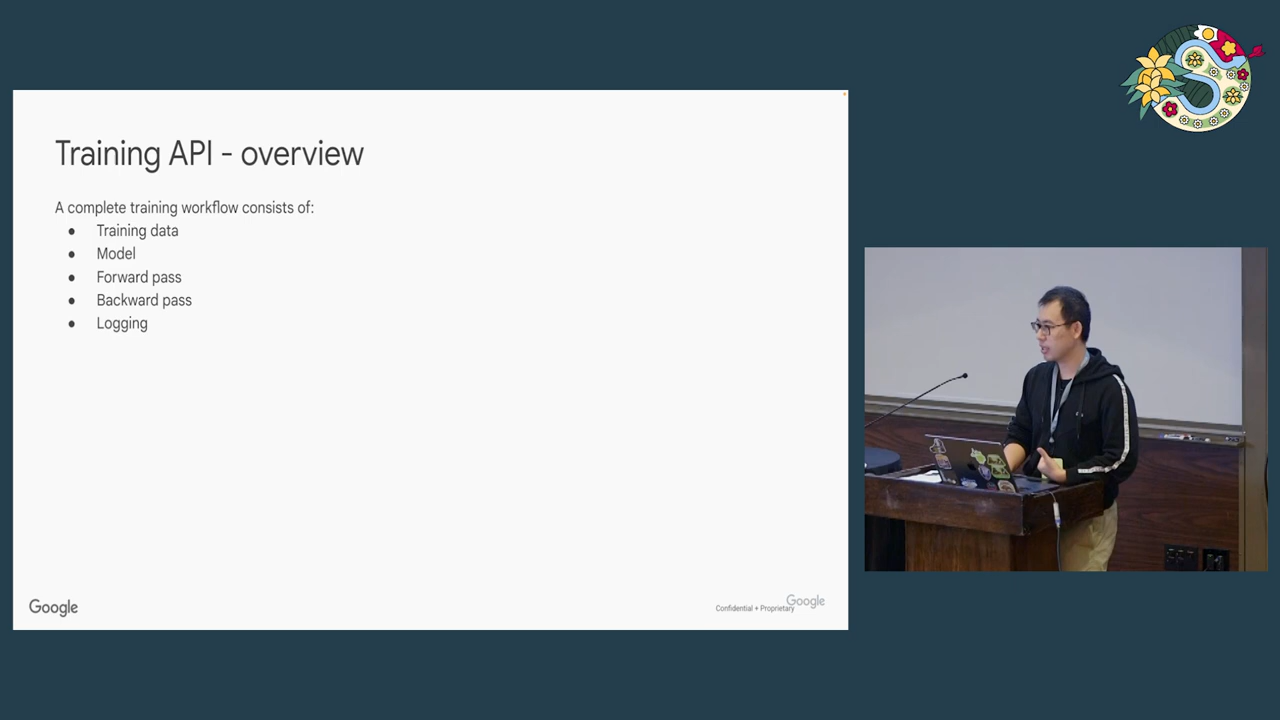 Training API - overview
A complete training workflow consists of:
● Training data
● Model
● Forward pass
● Backward pass
● Logging
Google
Confidential + Proprietary
Google